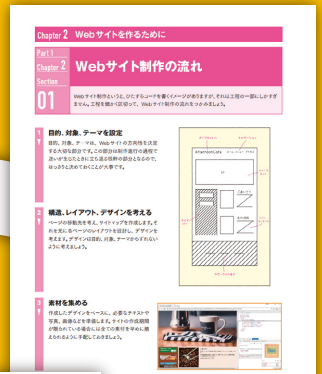 Chapter 2 Webサイトを作るために
Part 1
Chapter 2
Section
01
Webサイト制作の流れ
Webサイト制作というと、ひたすらコードを書くイメージがありますが、それは工程の一部にしかすぎ
ません。工程を細かく区切って、Webサイト制作の流れをつかみましょう。
1
目的、対象、テーマを設定
目的、対象、テーマは、Webサイトの方向性を決定
する大切な部分です。この部分は制作進行の過程で
迷いが生じたときに立ち返る指針の部分となるので、
はっきりと決めておくことが大事です。
2
構造、レイアウト、デザインを考える
ページの移動先を考え、サイトマップを作成します。そ
れを元に各ページのレイアウトを設計し、デザインを
考えます。デザインは目的、対象、テーマからずれない
ように考えましょう。
3
素材を集める
作成したデザインをベースに、必要なテキストや
写真、画像などを準備します。サイトの作成期間
が限られている場合には全ての素材を早めに揃
えられるように手配しておきましょう。